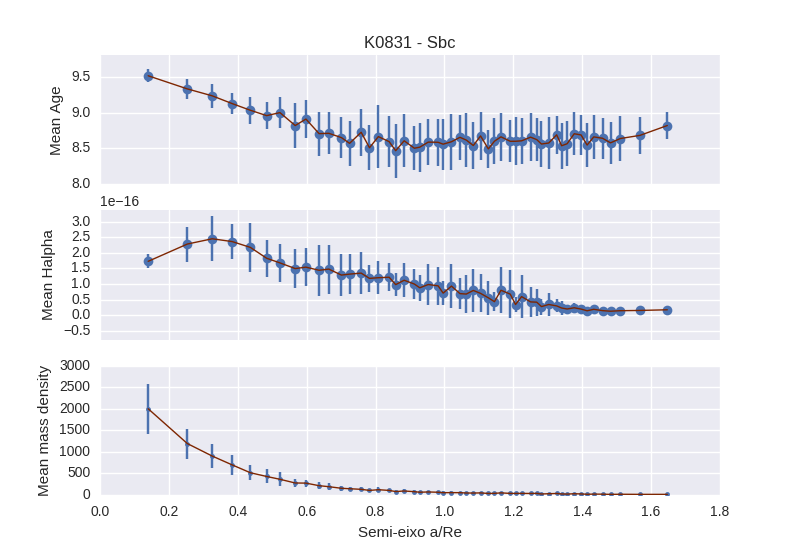 K0831 - Sbc
9.5
9.0
8.5
8.0
Mean Age
1e−16
3.0
2.5
2.0
1.5
1.0
0.5
0.0
−0.5
Mean Halpha
3000
2500
2000
1500
1000
500
0
Mean mass density
0.0 0.2 0.4 0.6 0.8 1.0 1.2 1.4 1.6 1.8
Semi-eixo a/Re